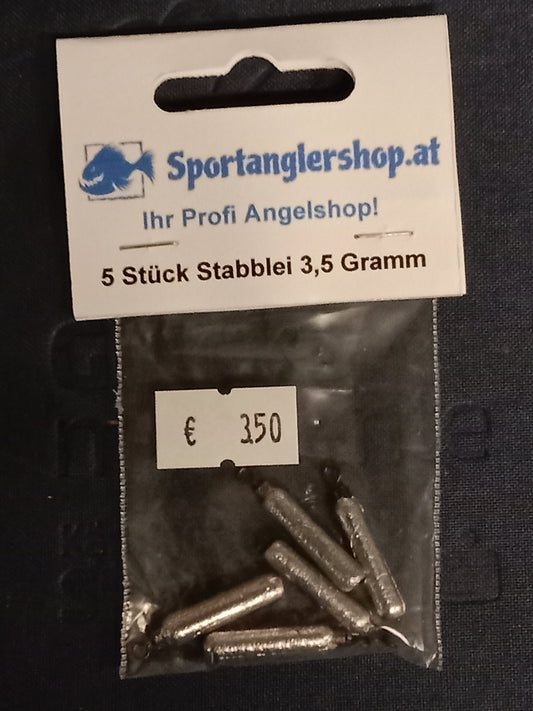 Sportanglershop.at
Ihr Profi Angelshop!
5 Stück Stabblei 3,5 Gramm
€ 350